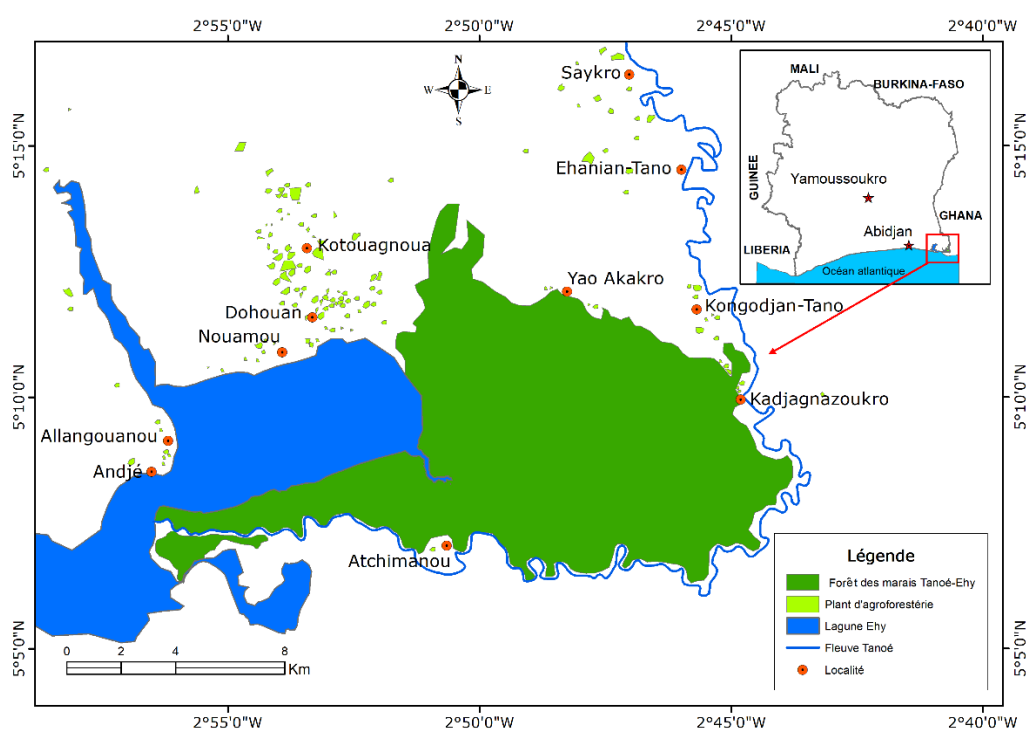 2°55'0"W 2°50'0"W 2°45'0"W 2°40'0"W
5°15'0"N
5°10'0"N
5°5'0"N
N
W E
S
Saykro
Ehanian-Tano
Kotouagnoua
Yao Akakro
Kongodjan-Tano
Dohouan
Nouamou
Kadjagnazoukro
Allangouanou
Andjé
Atchimanou
MALI
BURKINA-FASO
GUINEE
Yamoussoukro
GHANA
Abidjan
LIBERIA
Océan atlantique
5°15'0"N
5°10'0"N
5°5'0"N
Légende
Forêt des marais Tanoé-Ehy
Plant d'agroforestérie
Lagune Ehy
Fleuve Tanoé
Localité
0 2 4 8
Km
2°55'0"W 2°50'0"W 2°45'0"W 2°40'0"W